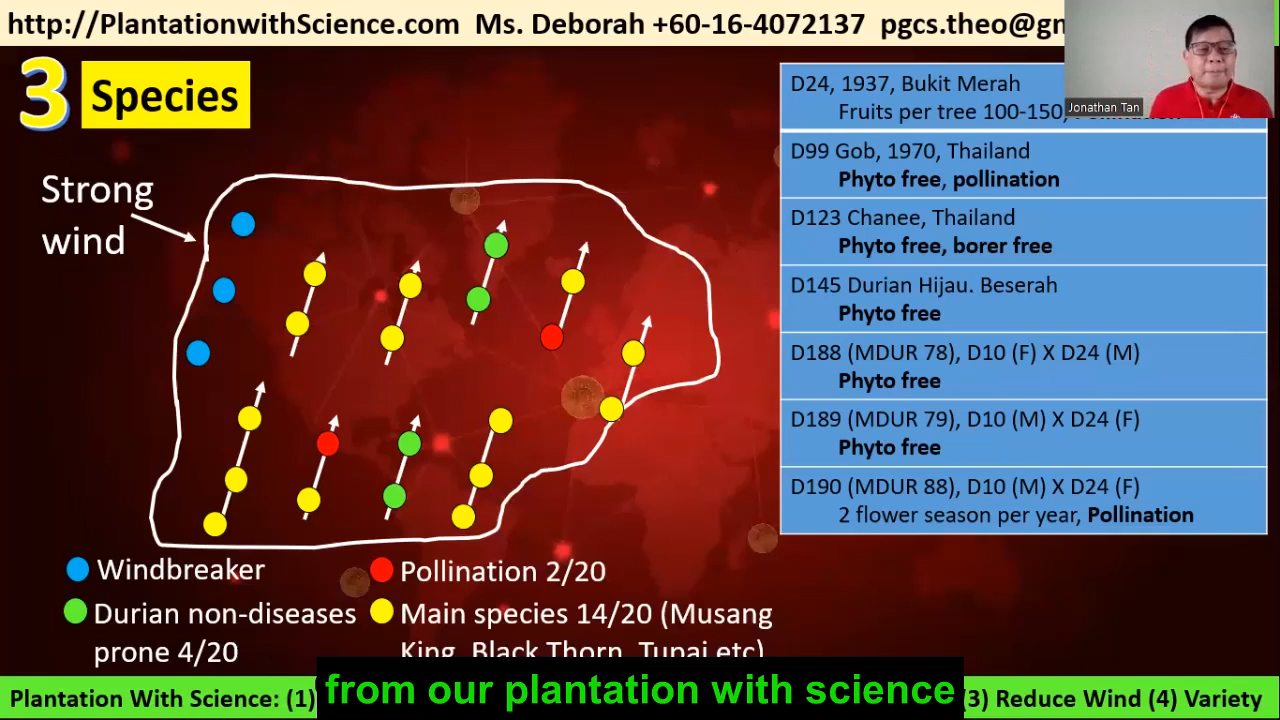 http://PlantationwithScience.com Ms. Deborah +60-16-4072137 pgcs.theo@gm
Jonathan Tan
3 Species
Strong
wind
D24, 1937, Bukit Merah
Fruits per tree 100-150,
D99 Gob, 1970, Thailand
Phyto free, pollination
D123 Chanee, Thailand
Phyto free, borer free
D145 Durian Hijau. Beserah
Phyto free
D188 (MDUR 78), D10 (F) X D24 (M)
Phyto free
D189 (MDUR 79), D10 (M) X D24 (F)
Phyto free
D190 (MDUR 88), D10 (M) X D24 (F)
2 flower season per year, Pollination
Windbreaker
Pollination 2/20
Durian non-diseases
prone 4/20
Main species 14/20 (Musang
King, Black Thorn, Tupai etc)
from our plantation with science
Plantation With Science: (1) (3) Reduce Wind (4) Variety